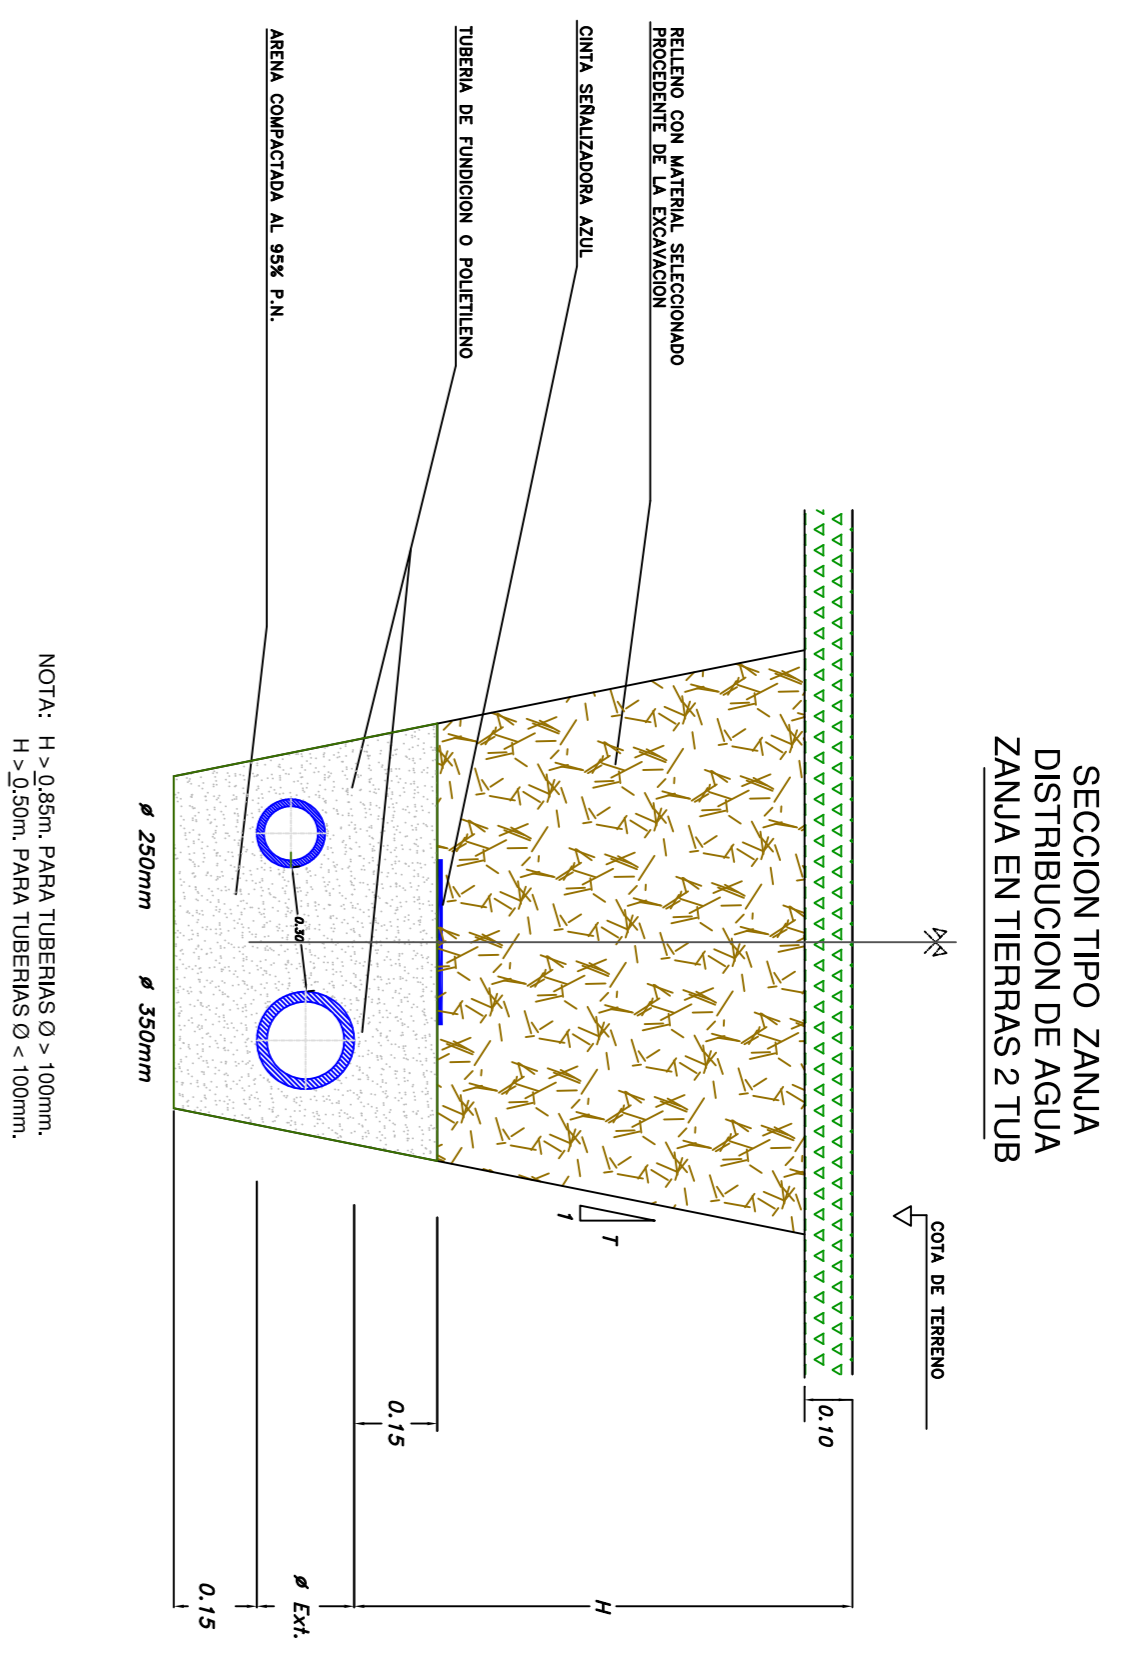 SECCION TIPO ZANJA
DISTRIBUCION DE AGUA
ZANJA EN TIERRAS 2 TUB
COTA DE TERRENO
0.10
RELLENO CON MATERIAL SELECCIONADO
PROCEDENTE DE LA EXCAVACION
CINTA SEÑALIZADORA AZUL
TUBERIA DE FUNDICION O POLIETILENO
ARENA COMPACTADA AL 95% P.N.
T
1
H
0.15
0.30
Ø Ext.
0.15
Ø 250mm
Ø 350mm
NOTA: H > 0.85m. PARA TUBERIAS Ø > 100mm.
H > 0.50m. PARA TUBERIAS Ø < 100mm.